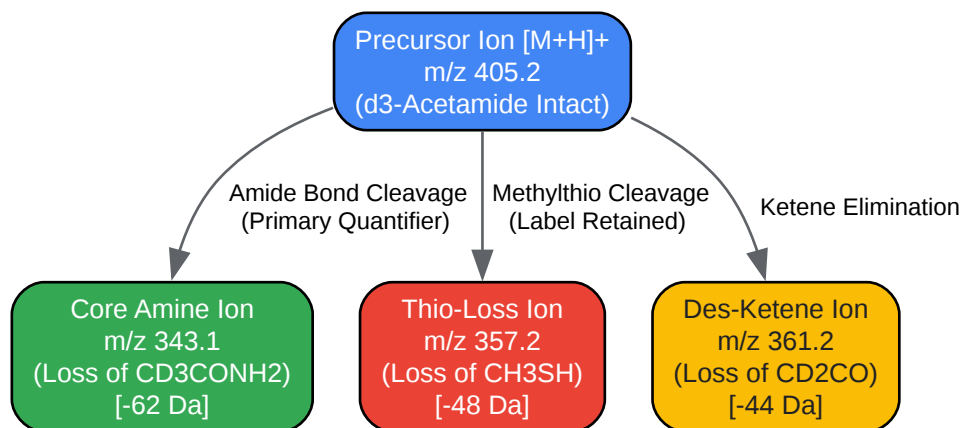 Precursor Ion [M+H]+
m/z 405.2
(d3-Acetamide Intact)
Amide Bond Cleavage
(Primary Quantifier)
Methylthio Cleavage
(Label Retained)
Ketene Elimination
Core Amine Ion
m/z 343.1
(Loss of CD3CONH2)
[-62 Da]
Thio-Loss Ion
m/z 357.2
(Loss of CH3SH)
[-48 Da]
Des-Ketene Ion
m/z 361.2
(Loss of CD2CO)
[-44 Da]